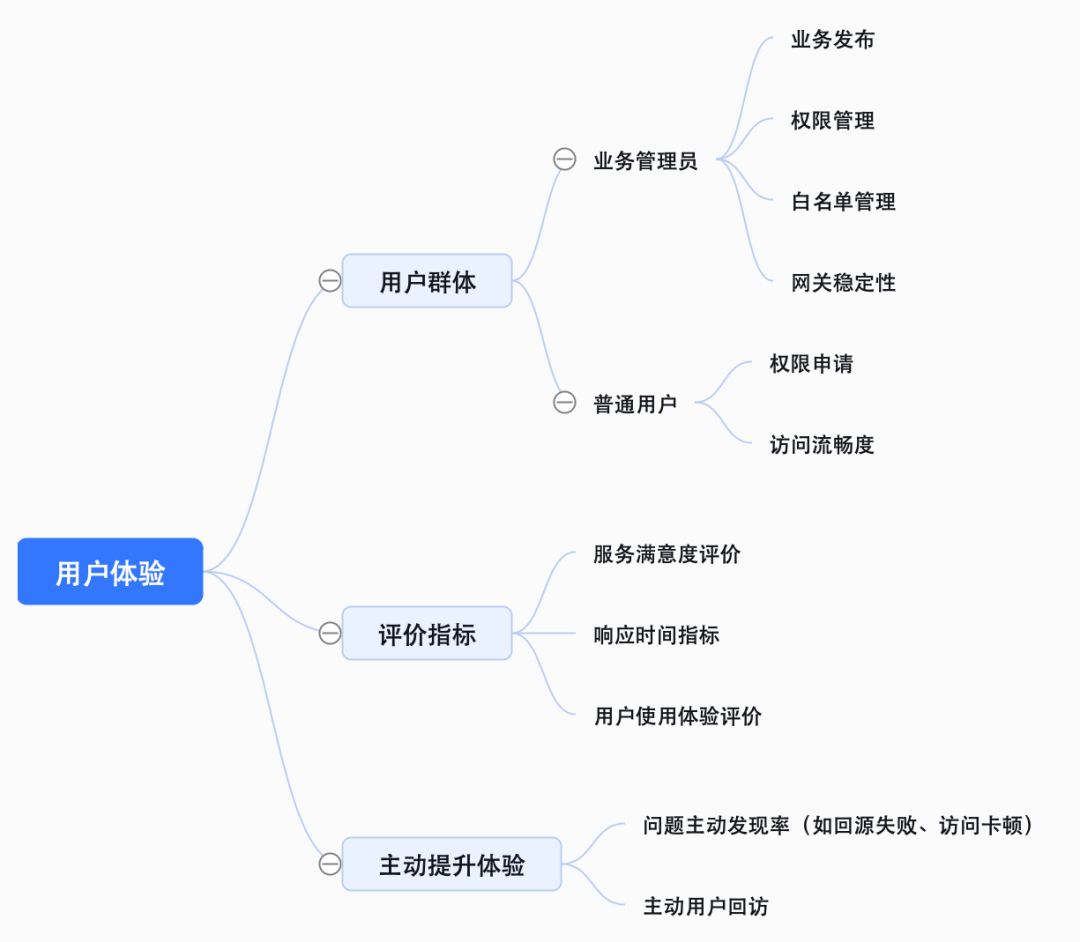 用户体验
用户群体
业务管理员
业务发布
权限管理
白名单管理
网关稳定性
普通用户
权限申请
访问流畅度
评价指标
服务满意度评价
响应时间指标
用户使用体验评价
主动提升体验
问题主动发现率（如回源失败、访问卡顿）
主动用户回访